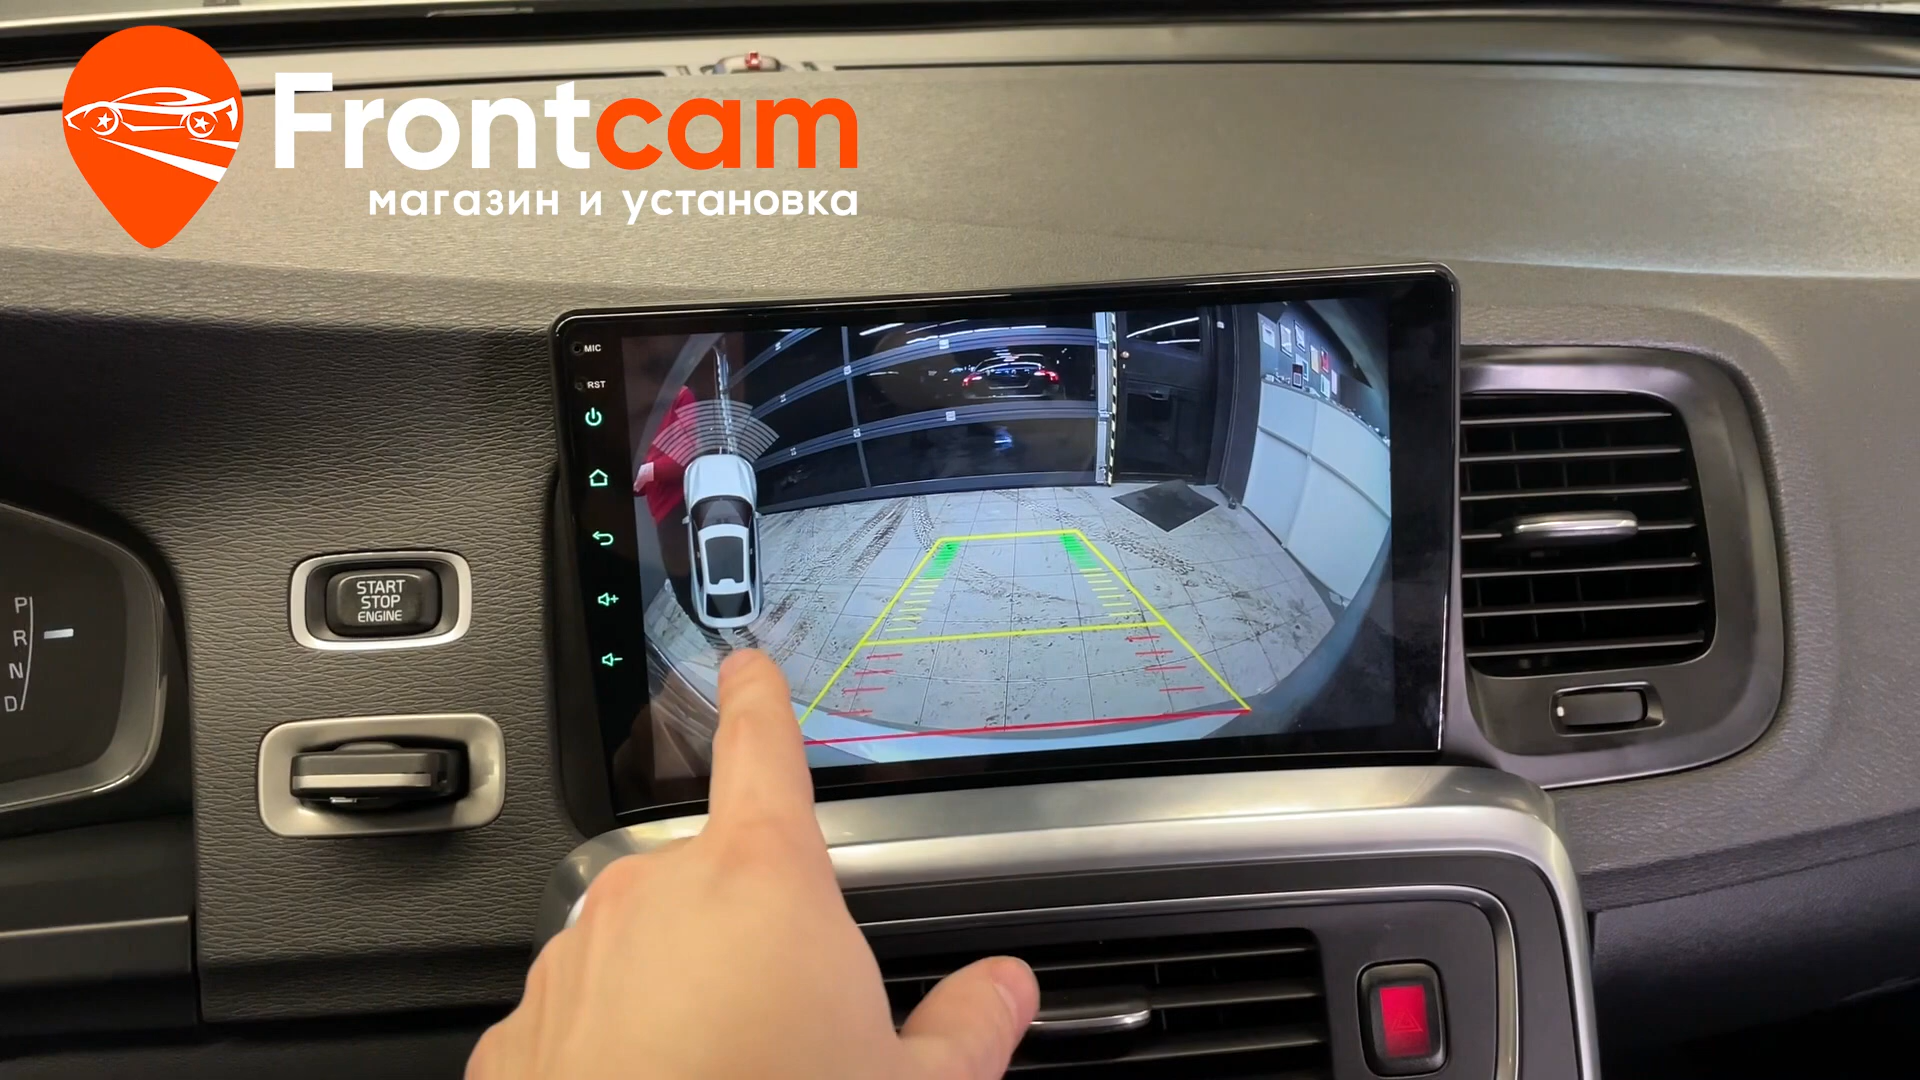 Frontcam
магазин и установка
MIC
RST
START
STOP
ENGINE
P
R
N
D